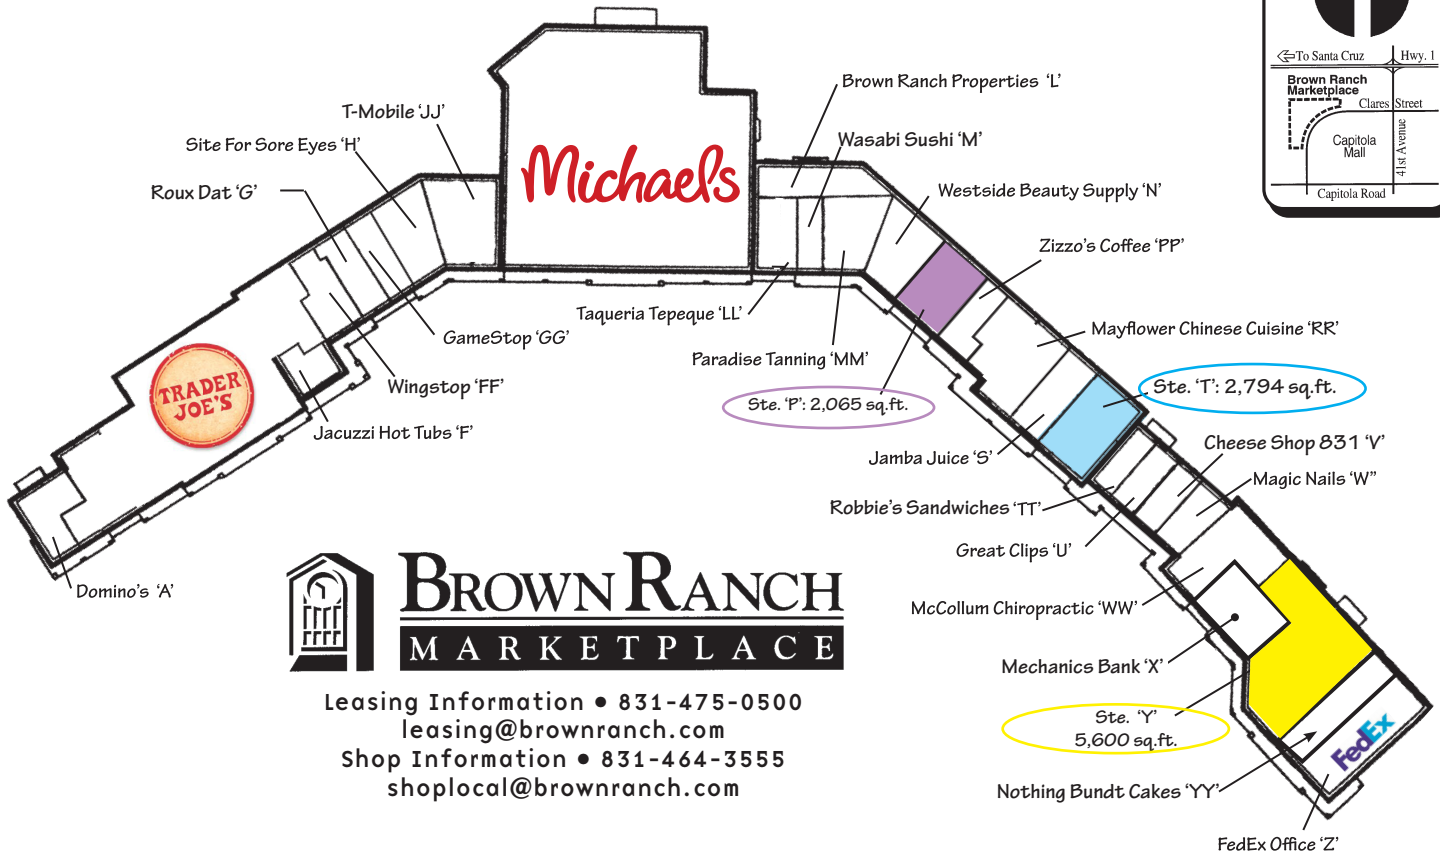 To Santa Cruz
Hwy. 1
Brown Ranch
Marketplace
Clares Street
Capitola
Mall
41st Avenue
Capitola Road
Brown Ranch Properties 'L'
T-Mobile 'JJ'
Wasabi Sushi 'M'
Site For Sore Eyes 'H'
Michaels
Roux Dat 'G'
Westside Beauty Supply 'N'
Zizzo's Coffee 'PP'
Taqueria Tepeque 'LL'
Mayflower Chinese Cuisine 'RR'
GameStop 'GG'
Paradise Tanning 'MM'
Wingstop 'FF'
TRADER
JOE'S
Ste. 'T': 2,794 sq.ft.
Ste. 'P': 2,065 sq.ft.
Jacuzzi Hot Tubs 'F'
Cheese Shop 831 'V'
Jamba Juice 'S'
Magic Nails 'W"
Robbie's Sandwiches 'TT'
Great Clips 'U'
Domino's 'A'
McCollum Chiropractic 'WW'
BROWN RANCH
MARKETPLACE
Mechanics Bank 'X'
Leasing Information • 831-475-0500
leasing@brownranch.com
Shop Information • 831-464-3555
shoplocal@brownranch.com
Ste. 'Y'
5,600 sq.ft.
FedEx
Nothing Bundt Cakes 'YY'
FedEx Office 'Z'